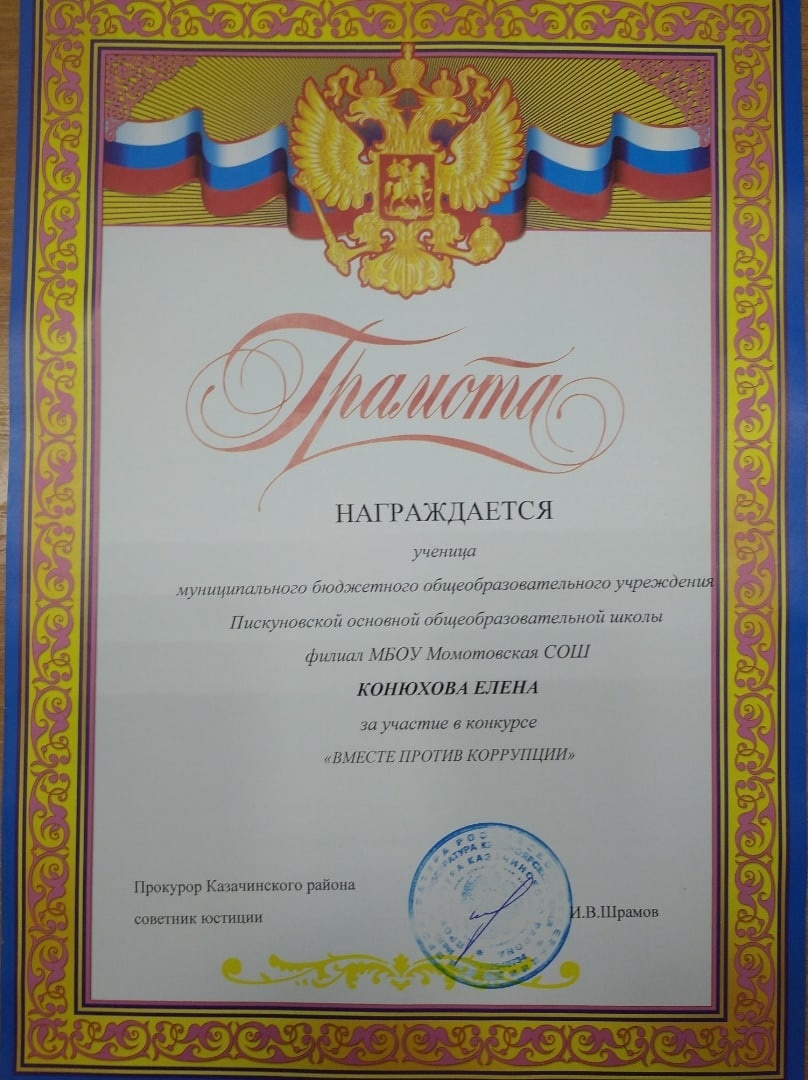 Грамота
НАГРАЖДАЕТСЯ
ученица
муниципального бюджетного общеобразовательного учреждения
Пискуновской основной общеобразовательной школы
филиал МБОУ Момотовская СОШ
КОНЮХОВА ЕЛЕНА
за участие в конкурсе
«ВМЕСТЕ ПРОТИВ КОРРУПЦИИ»
Прокурор Казачинского района
советник юстиции
И.В.Шрамов